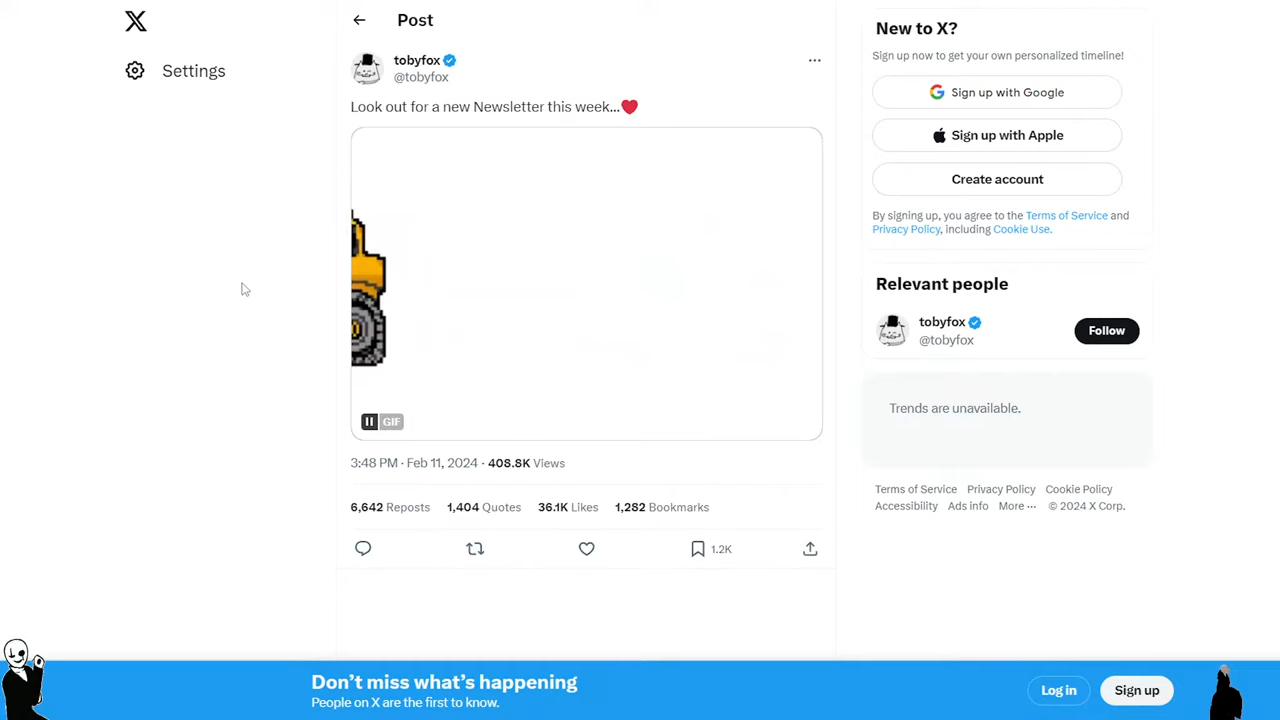 Settings
Post
tobyfox
@tobyfox
Look out for a new Newsletter this week...❤️
GIF
3:48 PM · Feb 11, 2024 · 408.8K Views
6,642 Reposts 1,404 Quotes 36.1K Likes 1,282 Bookmarks
1.2K
New to X?
Sign up now to get your own personalized timeline!
Sign up with Google
Sign up with Apple
Create account
By signing up, you agree to the Terms of Service and
Privacy Policy, including Cookie Use.
Relevant people
tobyfox
@tobyfox
Follow
Trends are unavailable.
Terms of Service Privacy Policy Cookie Policy
Accessibility Ads info More ··· © 2024 X Corp.
Don't miss what's happening
People on X are the first to know.
Log in
Sign up